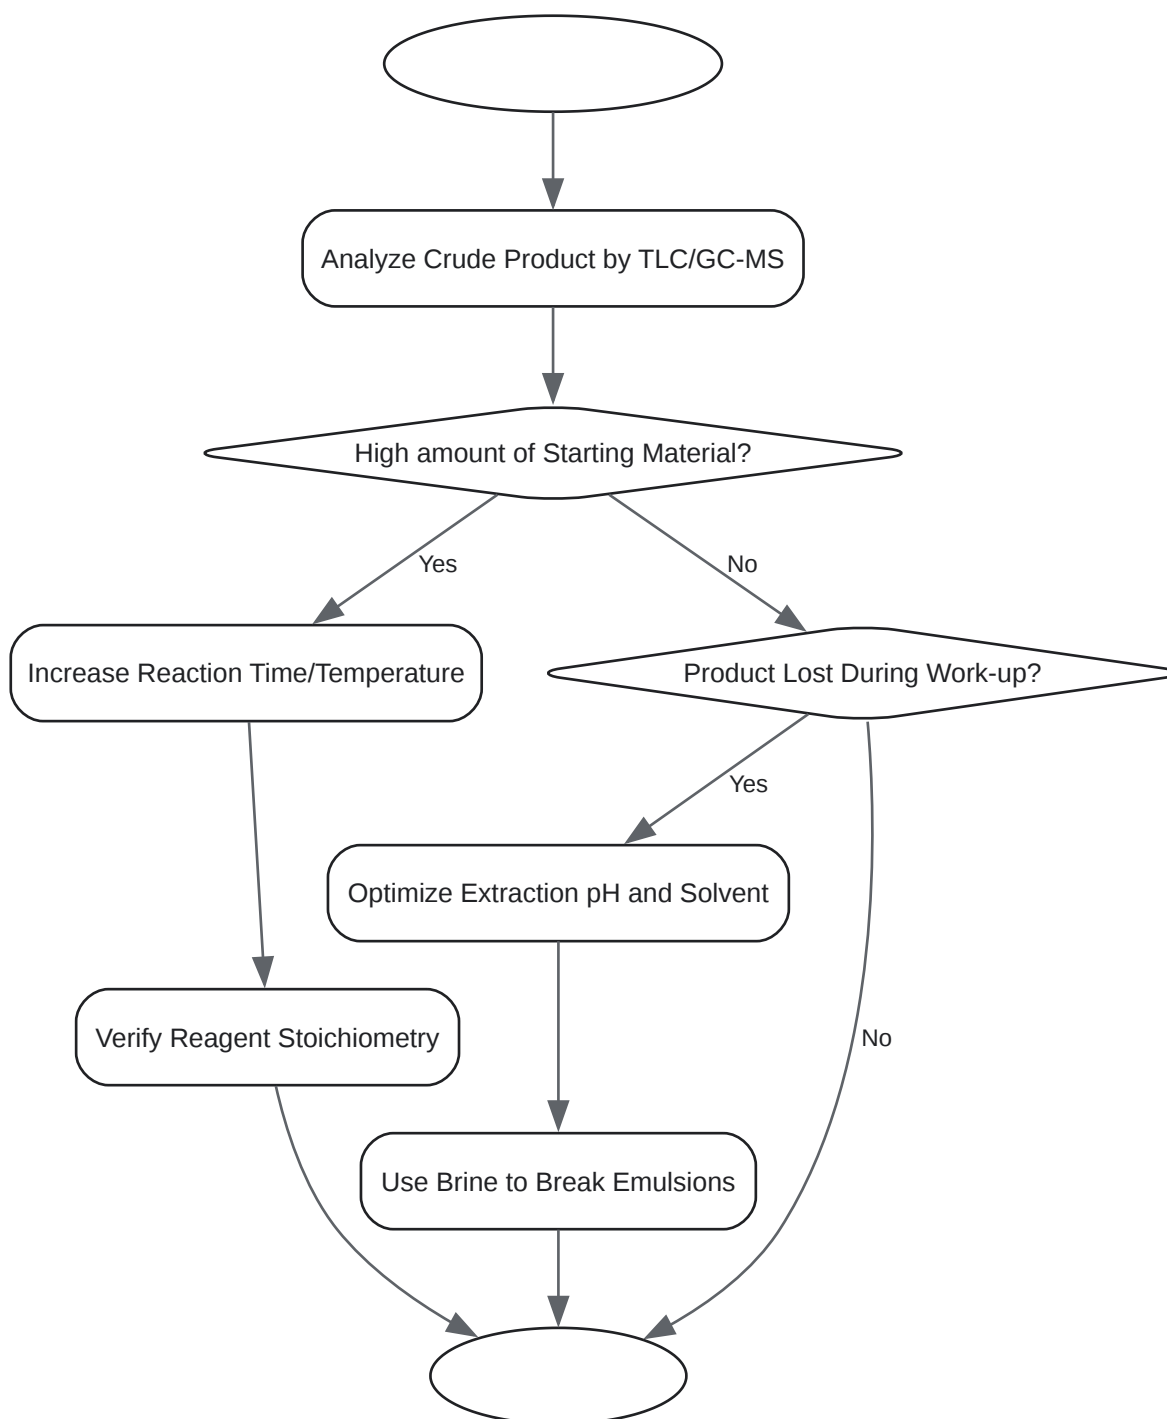 Analyze Crude Product by TLC/GC-MS
High amount of Starting Material?
Yes
No
Increase Reaction Time/Temperature
Product Lost During Work-up?
Yes
Optimize Extraction pH and Solvent
Verify Reagent Stoichiometry
No
Use Brine to Break Emulsions